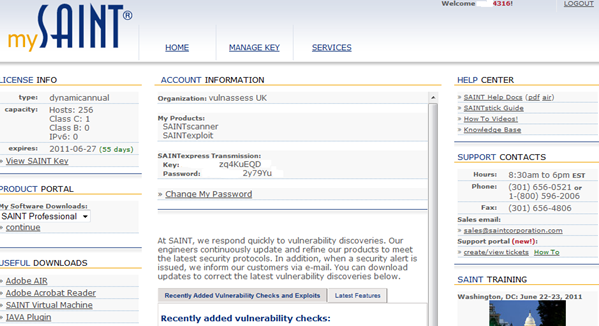 Welcome 4316!
LOGOUT
mySAINT®
HOME
MANAGE KEY
SERVICES
LICENSE INFO
type: dynamicannual
capacity: Hosts: 256
Class C: 1
Class B: 0
IPv6: 0
expires: 2011-06-27 (55 days)
» View SAINT Key
PRODUCT PORTAL
My Software Downloads:
SAINT Professional
» continue
USEFUL DOWNLOADS
» Adobe AIR
» Adobe Acrobat Reader
» SAINT Virtual Machine
» JAVA Plugin
ACCOUNT INFORMATION
Organization: vulnassess UK
My Products:
SAINTscanner
SAINTexploit
SAINTexpress Transmission:
Key: zq4KuEQD
Password: 2y79Yu
» Change My Password
At SAINT, we respond quickly to vulnerability discoveries. Our
engineers continuously update and refine our products to meet
the latest security protocols. In addition, when a security alert is
issued, we inform our customers via e-mail. You can download
updates to correct the latest vulnerability discoveries below.
Recently Added Vulnerability Checks and Exploits
Latest Features
Recently added vulnerability checks:
HELP CENTER
» SAINT Help Docs (pdf air)
» SAINTstick Guide
» How To Videos!
» Knowledge Base
SUPPORT CONTACTS
Hours: 8:30am to 6pm EST
Phone: (301) 656-0521 or
1-(800) 596-2006
Fax: (301) 656-4806
Sales email:
» sales@saintcorporation.com
Support portal (new!):
» create/view tickets How To
SAINT TRAINING
Washington, DC: June 22-23, 2011